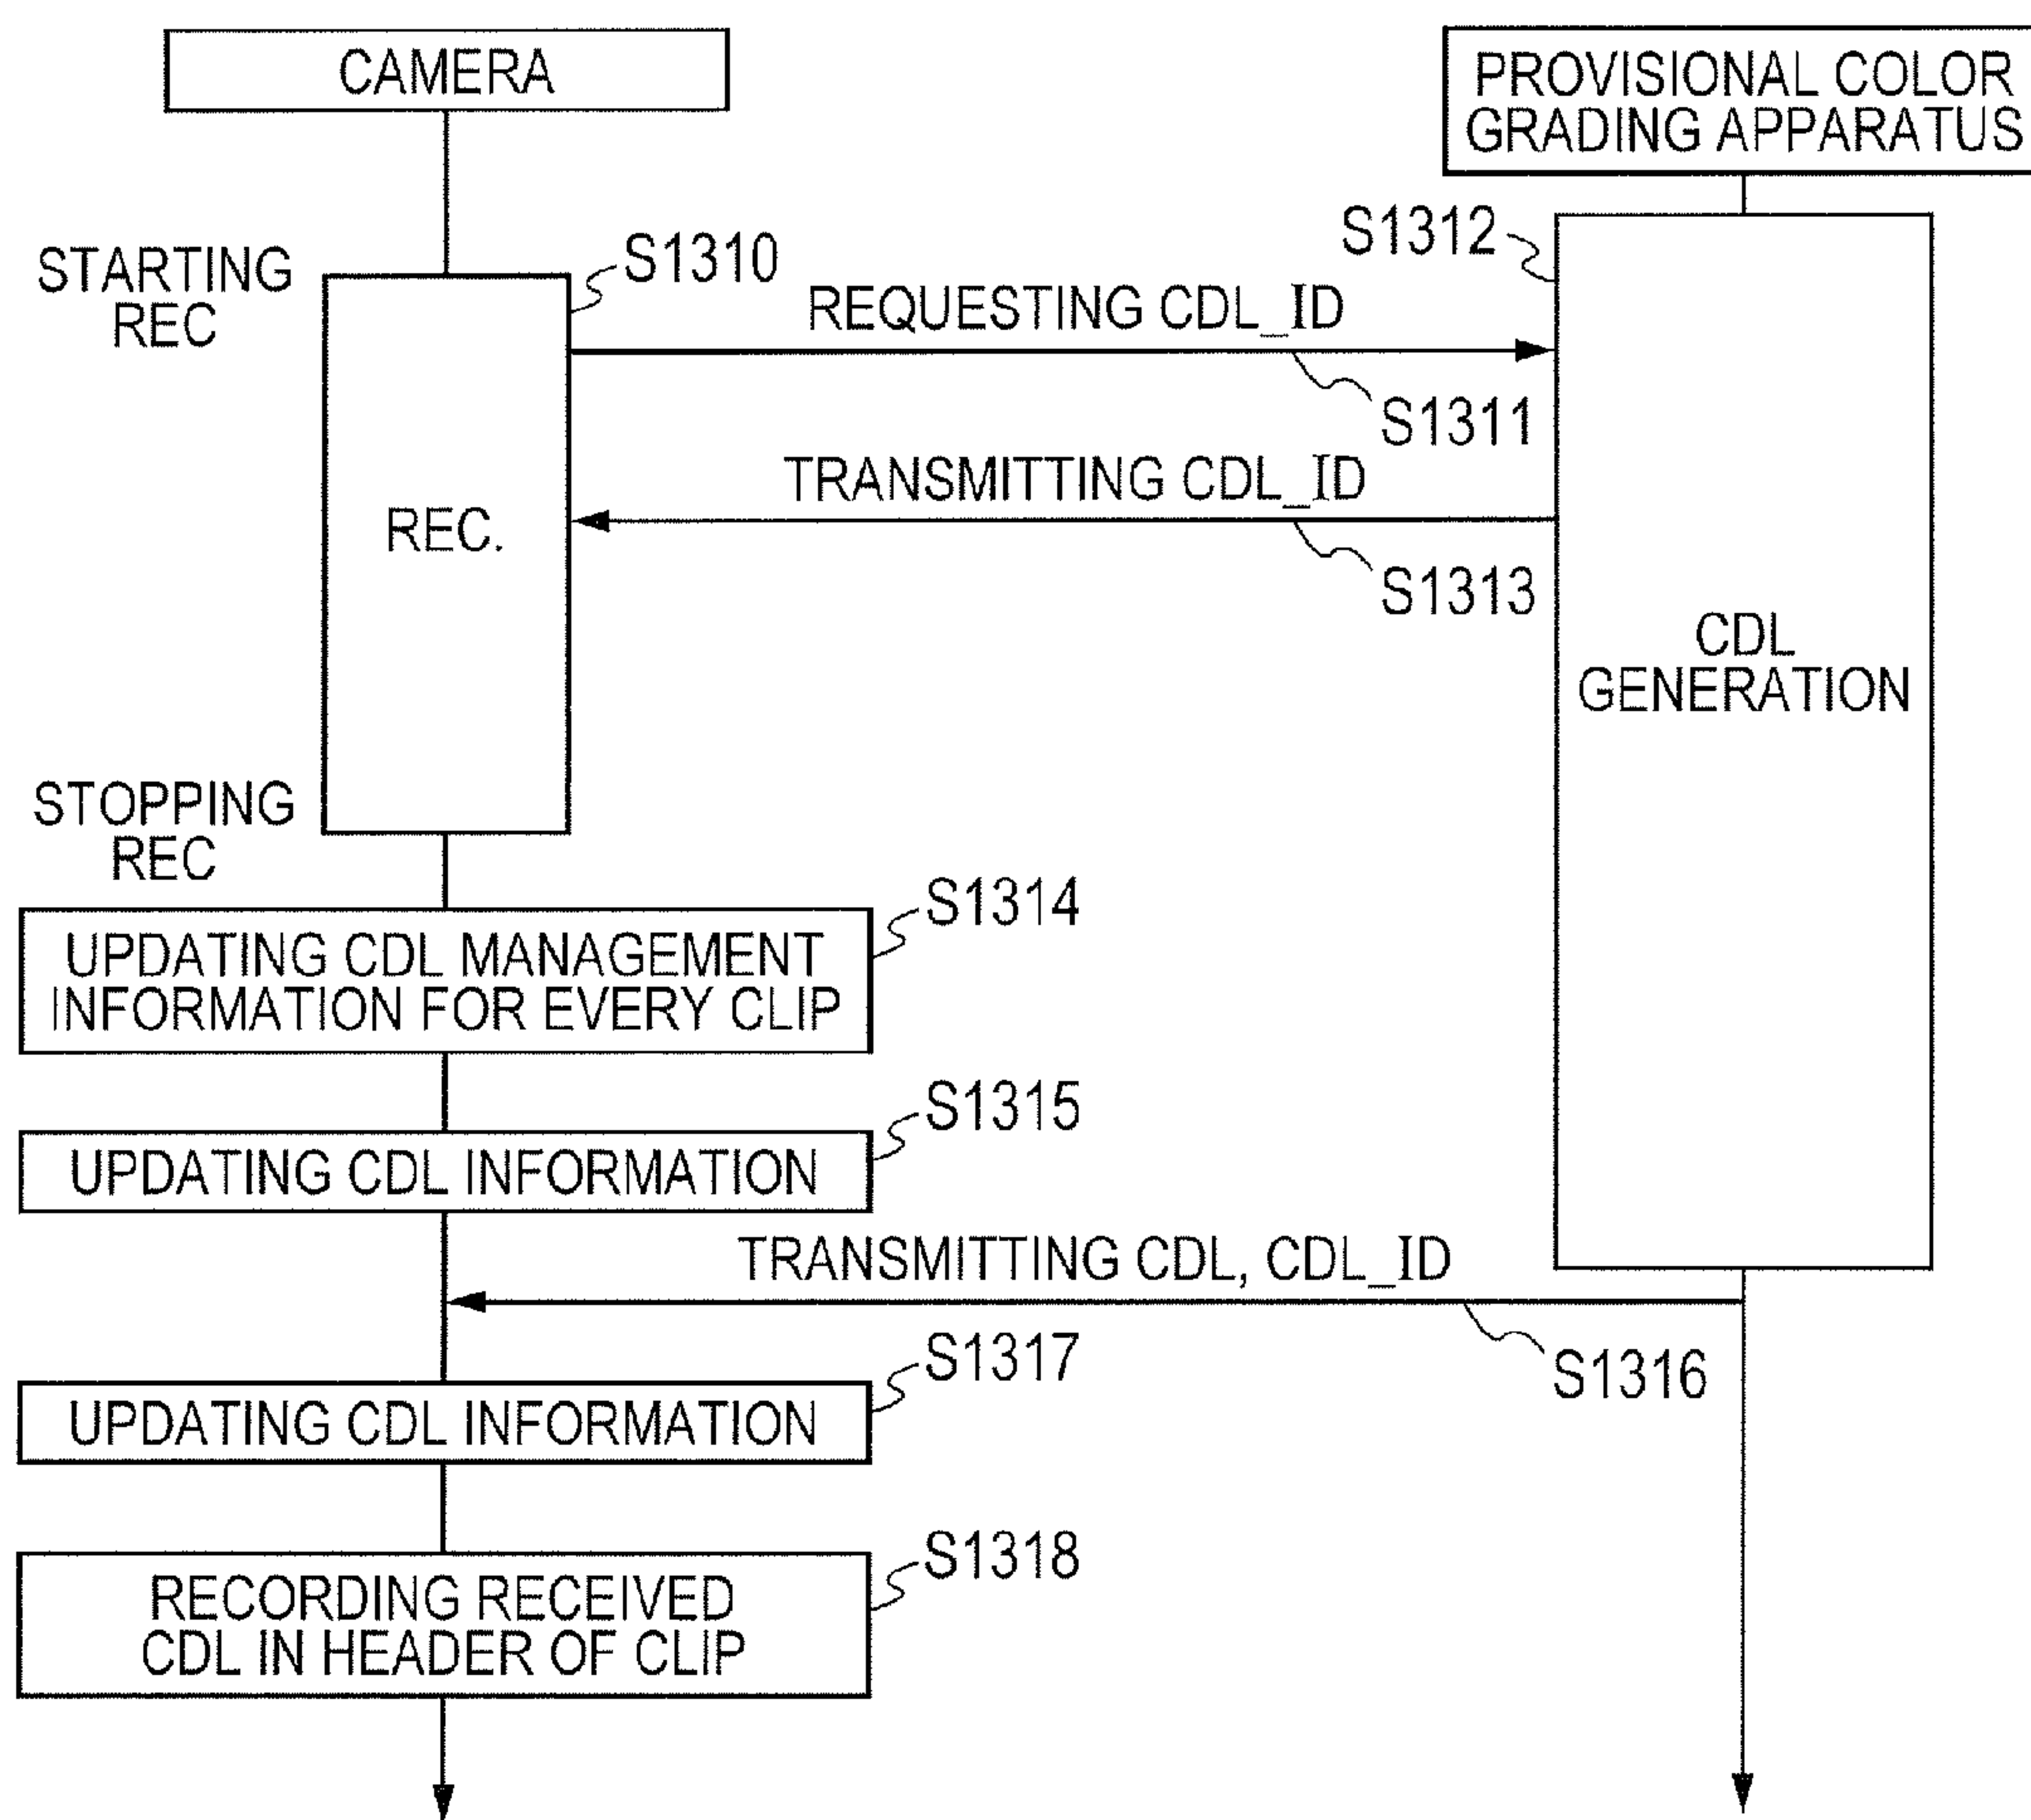 CAMERA
PROVISIONAL COLOR
GRADING APPARATUS
STARTING
REC
S1310
S1312
REQUESTING CDL_ID
S1311
TRANSMITTING CDL_ID
S1313
REC.
CDL
GENERATION
STOPPING
REC
S1314
UPDATING CDL MANAGEMENT
INFORMATION FOR EVERY CLIP
S1315
UPDATING CDL INFORMATION
TRANSMITTING CDL, CDL_ID
S1316
S1317
UPDATING CDL INFORMATION
S1318
RECORDING RECEIVED
CDL IN HEADER OF CLIP